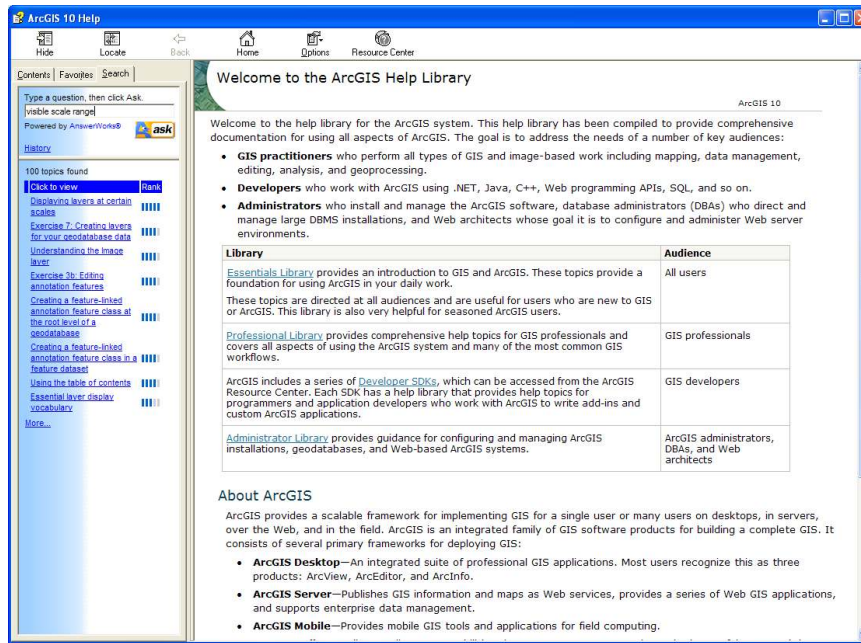 ArcGIS 10 Help
Hide Locate Back Home Options Resource Center
Contents Favorites Search
Type a question, then click Ask.
visible scale range
Powered by AnswerWorks®
ask
History
100 topics found
Click to view Rank
Displaying layers at certain
scales
Exercise 7: Creating layers
for your geodatabase data
Understanding the Image
layer
Exercise 3b: Editing
annotation features
Creating a feature-linked
annotation feature class at
the root level of a
geodatabase
Creating a feature-linked
annotation feature class in a
feature dataset
Using the table of contents
Essential layer display
vocabulary
More...
Welcome to the ArcGIS Help Library
ArcGIS 10
Welcome to the help library for the ArcGIS system. This help library has been compiled to provide comprehensive
documentation for using all aspects of ArcGIS. The goal is to address the needs of a number of key audiences:
• GIS practitioners who perform all types of GIS and image-based work including mapping, data management,
editing, analysis, and geoprocessing.
• Developers who work with ArcGIS using .NET, Java, C++, Web programming APIs, SQL, and so on.
• Administrators who install and manage the ArcGIS software, database administrators (DBAs) who direct and
manage large DBMS installations, and Web architects whose goal it is to configure and administer Web server
environments.
Library Audience
Essentials Library provides an introduction to GIS and ArcGIS. These topics provide a All users
foundation for using ArcGIS in your daily work.
These topics are directed at all audiences and are useful for users who are new to GIS
or ArcGIS. This library is also very helpful for seasoned ArcGIS users.
Professional Library provides comprehensive help topics for GIS professionals and GIS professionals
covers all aspects of using the ArcGIS system and many of the most common GIS
workflows.
ArcGIS includes a series of Developer SDKs, which can be accessed from the ArcGIS GIS developers
Resource Center. Each SDK has a help library that provides help topics for
programmers and application developers who work with ArcGIS to write add-ins and
custom ArcGIS applications.
Administrator Library provides guidance for configuring and managing ArcGIS ArcGIS administrators,
installations, geodatabases, and Web-based ArcGIS systems. DBAs, and Web
architects
About ArcGIS
ArcGIS provides a scalable framework for implementing GIS for a single user or many users on desktops, in servers,
over the Web, and in the field. ArcGIS is an integrated family of GIS software products for building a complete GIS. It
consists of several primary frameworks for deploying GIS:
• ArcGIS Desktop—An integrated suite of professional GIS applications. Most users recognize this as three
products: ArcView, ArcEditor, and ArcInfo.
• ArcGIS Server—Publishes GIS information and maps as Web services, provides a series of Web GIS applications,
and supports enterprise data management.
• ArcGIS Mobile—Provides mobile GIS tools and applications for field computing.